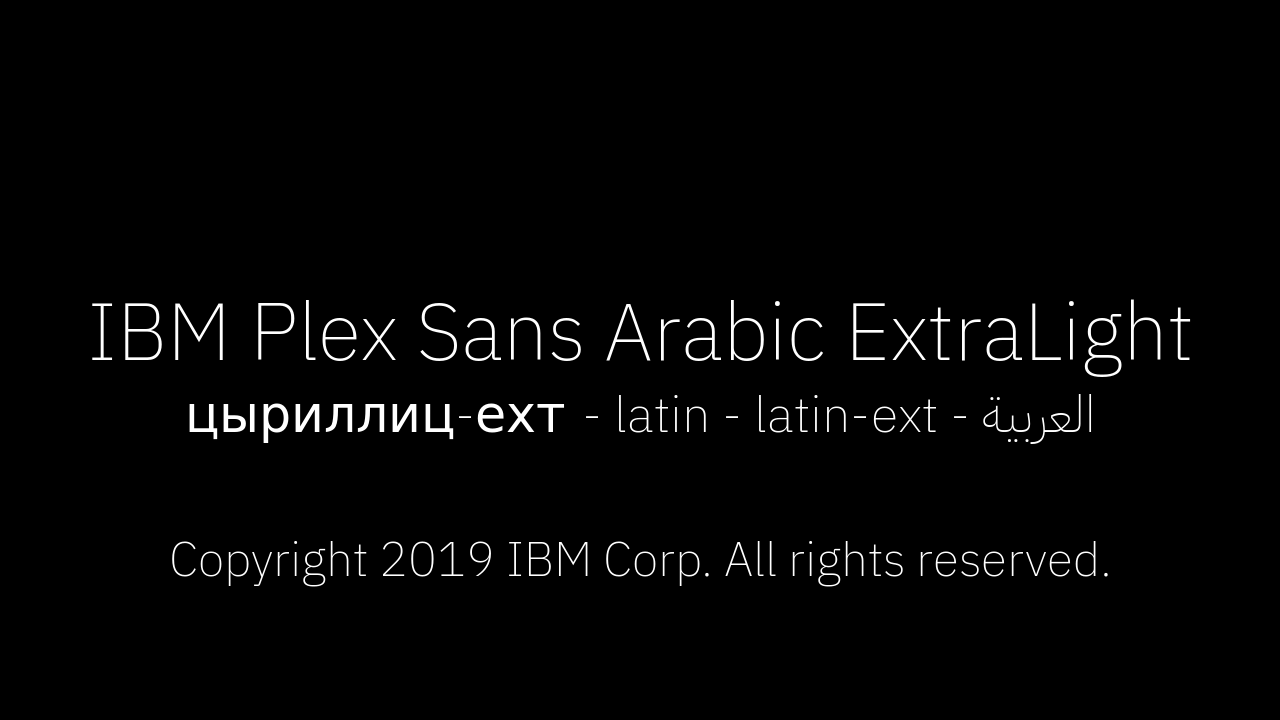 IBM Plex Sans Arabic ExtraLight
цыриллиц-ехт - latin - latin-ext - العربية
Copyright 2019 IBM Corp. All rights reserved.